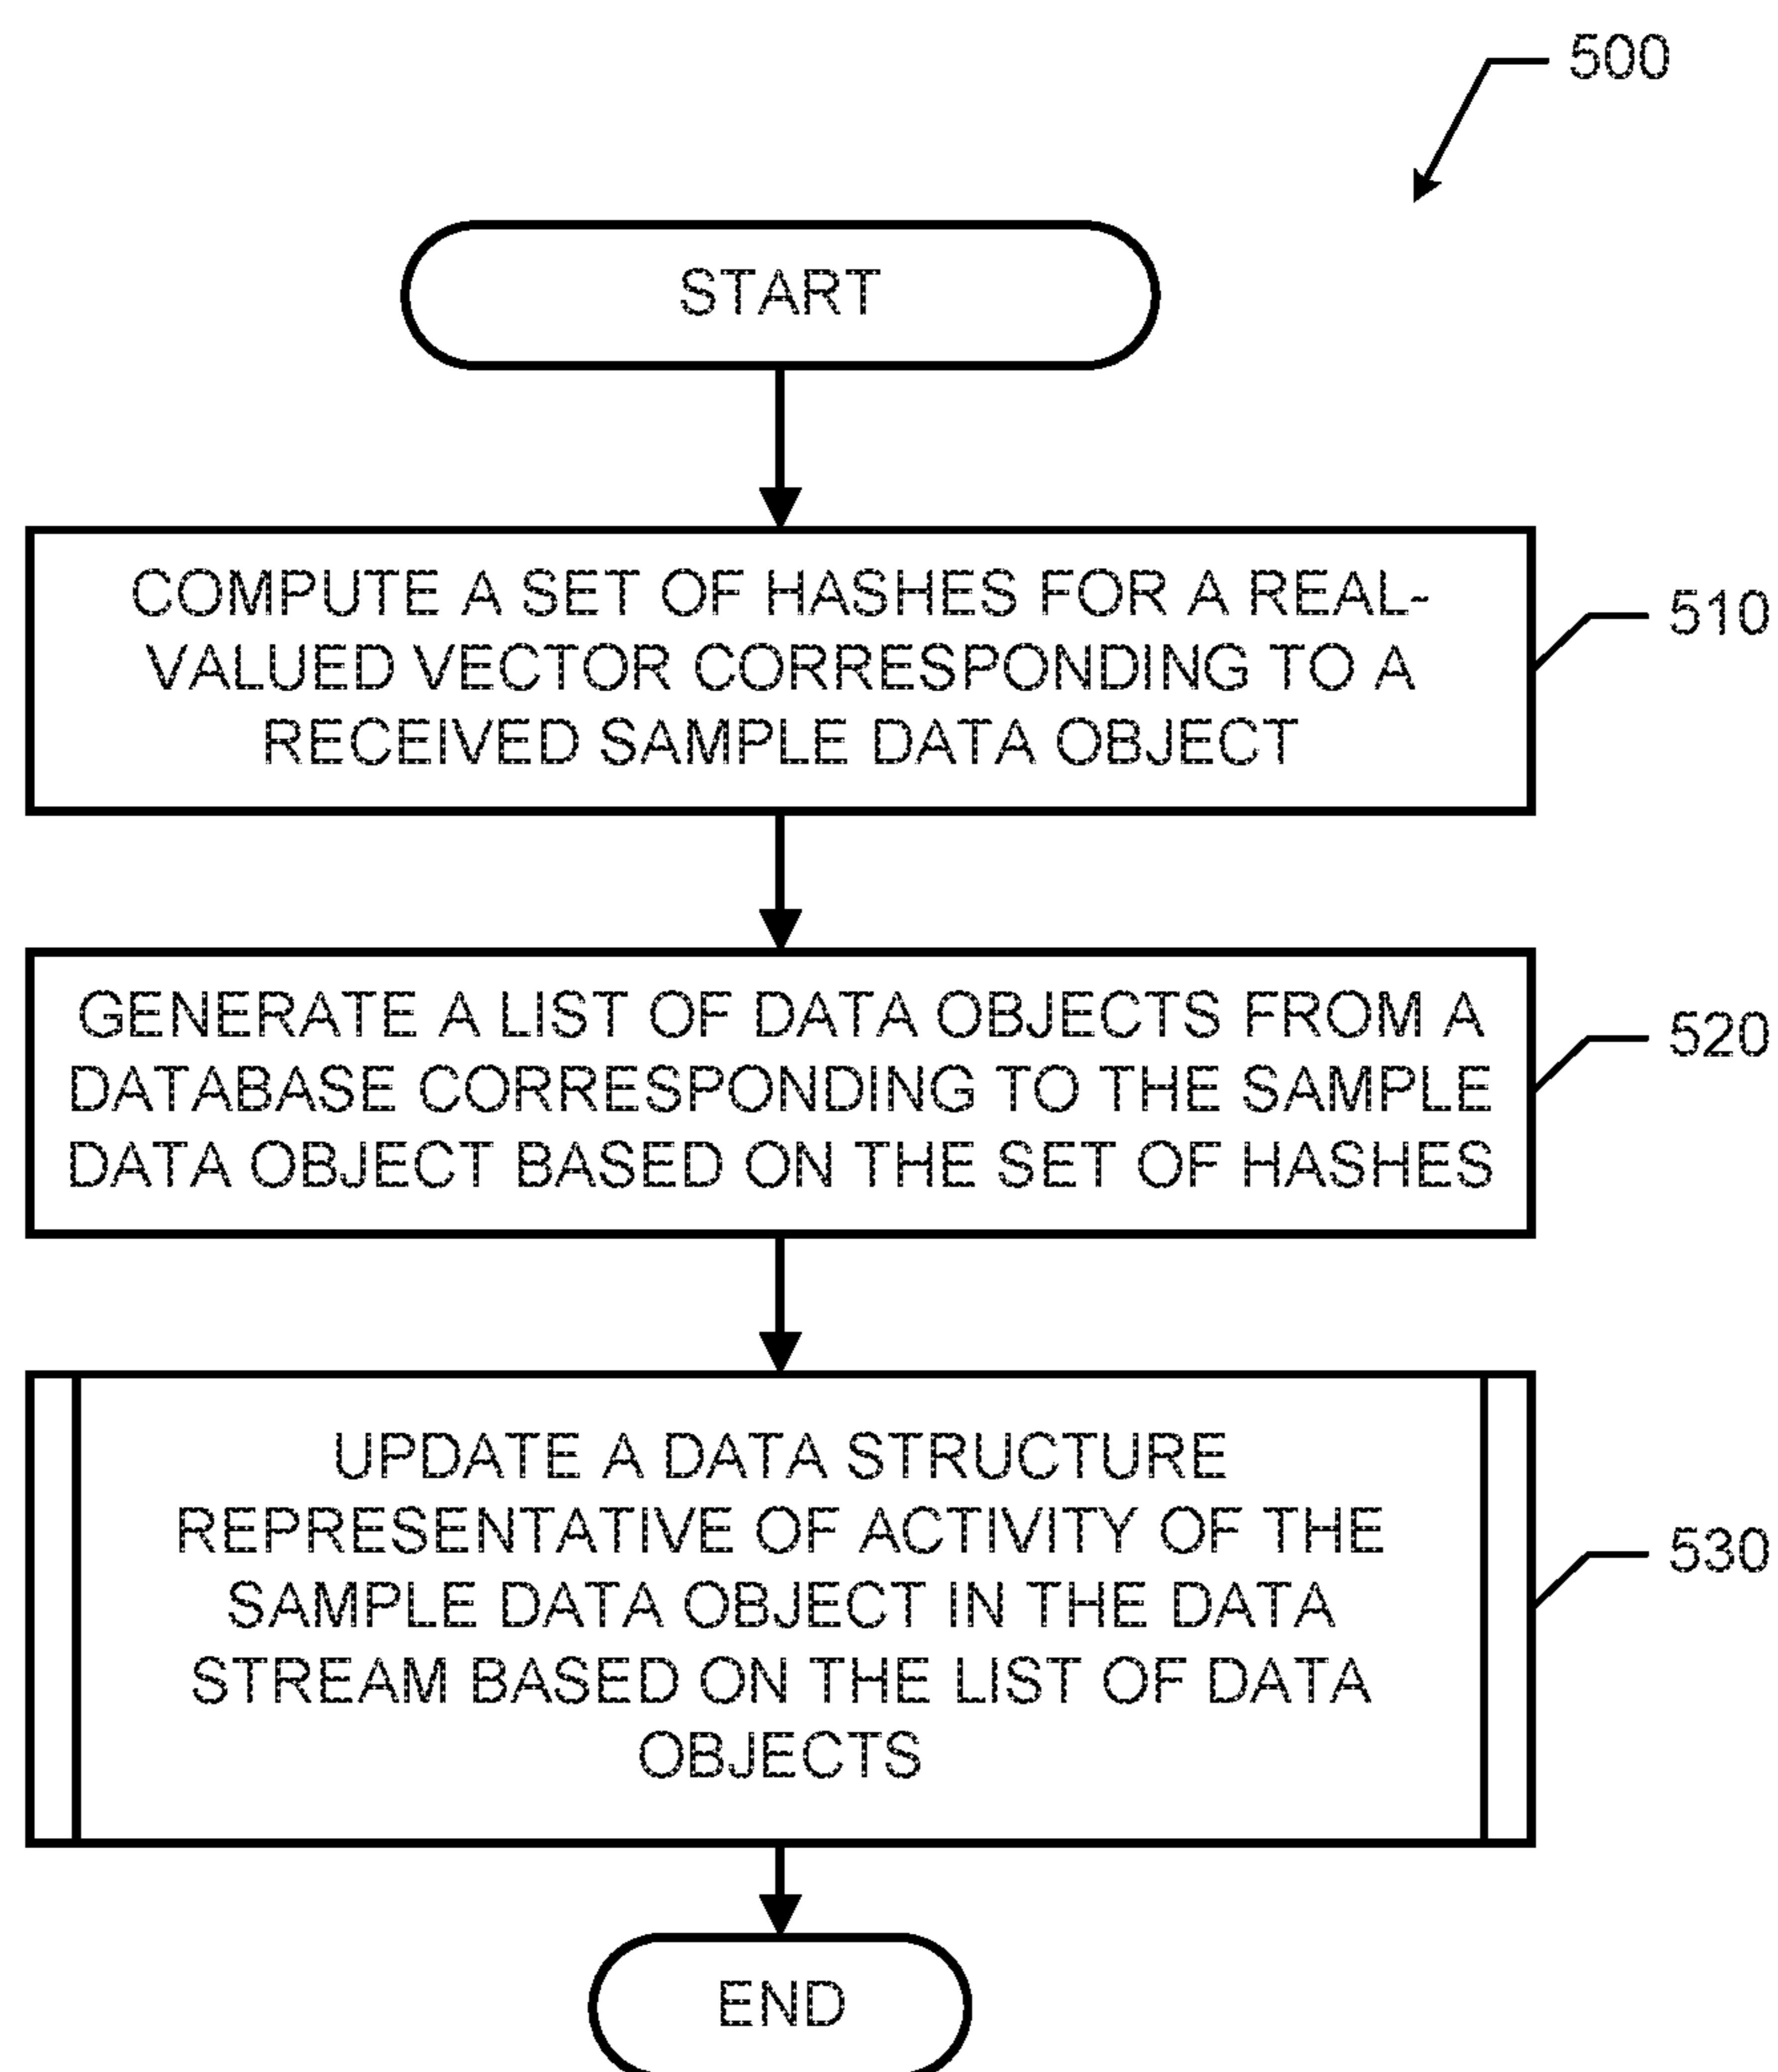 500
START
COMPUTE A SET OF HASHES FOR A REAL-
VALUED VECTOR CORRESPONDING TO A
RECEIVED SAMPLE DATA OBJECT
510
GENERATE A LIST OF DATA OBJECTS FROM A
DATABASE CORRESPONDING TO THE SAMPLE
DATA OBJECT BASED ON THE SET OF HASHES
520
UPDATE A DATA STRUCTURE
REPRESENTATIVE OF ACTIVITY OF THE
SAMPLE DATA OBJECT IN THE DATA
STREAM BASED ON THE LIST OF DATA
OBJECTS
530
END